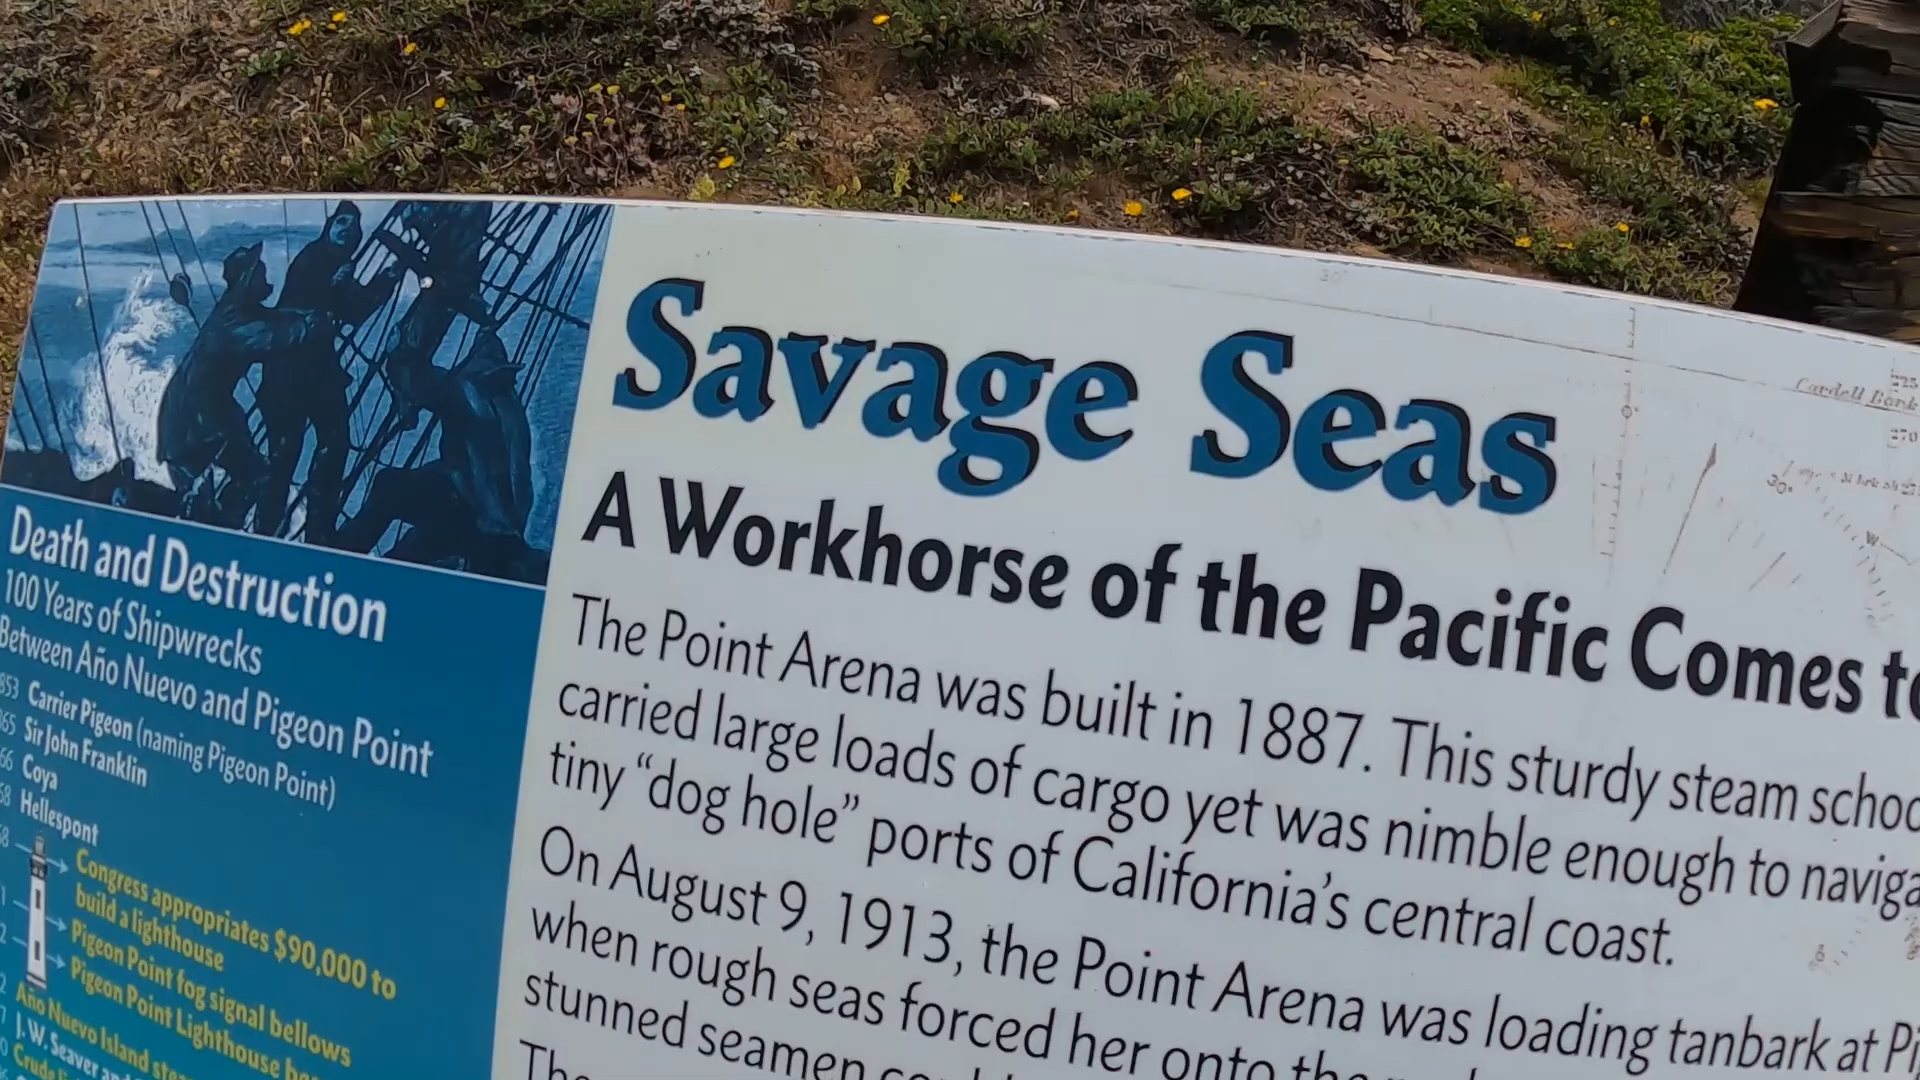 Savage Seas
A Workhorse of the Pacific Comes
The Point Arena was built in 1887. This sturdy steam
carried large loads of cargo yet was nimble enough to
tiny “dog hole” ports of California’s central coast.
On August 9, 1913, the Point Arena was loading tanbark at
when rough seas forced her onto the
stunned seamen
The
Death and Destruction
100 Years of Shipwrecks
Between Año Nuevo and Pigeon Point
Carrier Pigeon (naming Pigeon Point)
Sir John Franklin
Coya
Hellespont
Congress appropriates $90,000 to
build a lighthouse
Pigeon Point fog signal bellows
Pigeon Point Lighthouse
Año Nuevo Island
J.W. Seaver
Crude
Cordell Bank